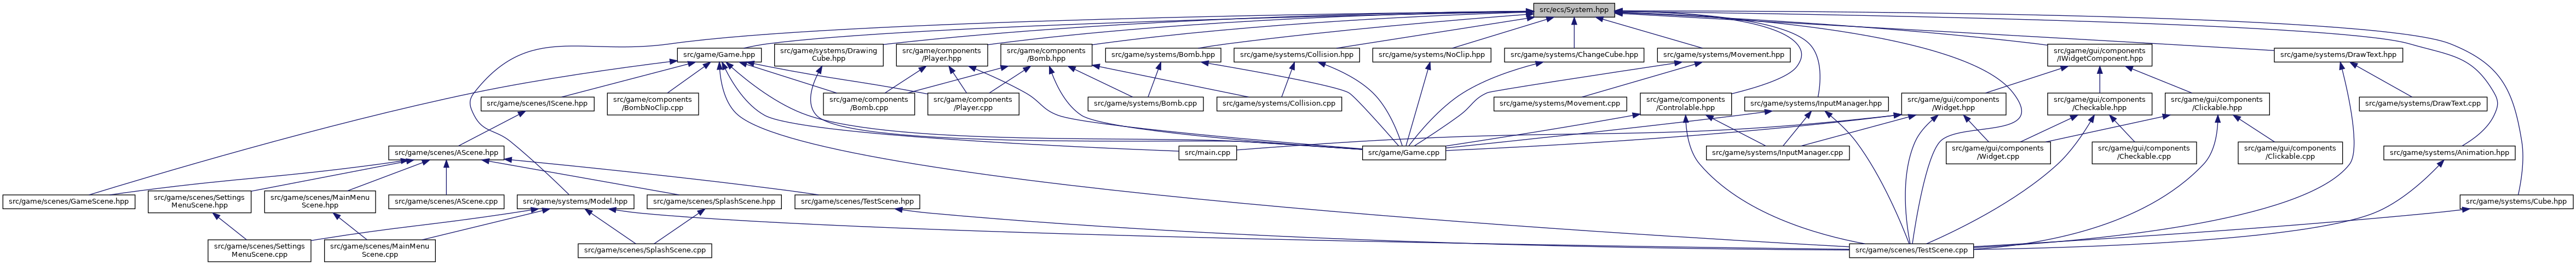 src/ecs/System.hpp
src/game/Game.hpp
src/game/systems/Drawing
Cube.hpp
src/game/components
/Player.hpp
src/game/components
/Bomb.hpp
src/game/systems/Bomb.hpp
src/game/systems/Collision.hpp
src/game/systems/NoClip.hpp
src/game/systems/ChangeCube.hpp
src/game/systems/Movement.hpp
src/game/gui/components
/IWidgetComponent.hpp
src/game/systems/DrawText.hpp
src/game/scenes/IScene.hpp
src/game/components
/BombNoClip.cpp
src/game/components
/Bomb.cpp
src/game/components
/Player.cpp
src/game/systems/Bomb.cpp
src/game/systems/Collision.cpp
src/game/systems/Movement.cpp
src/game/components
/Controlable.hpp
src/game/systems/InputManager.hpp
src/game/gui/components
/Widget.hpp
src/game/gui/components
/Checkable.hpp
src/game/gui/components
/Clickable.hpp
src/game/systems/DrawText.cpp
src/game/scenes/AScene.hpp
src/main.cpp
src/game/Game.cpp
src/game/systems/InputManager.cpp
src/game/gui/components
/Widget.cpp
src/game/gui/components
/Checkable.cpp
src/game/gui/components
/Clickable.cpp
src/game/systems/Animation.hpp
src/game/scenes/GameScene.hpp
src/game/scenes/Settings
MenuScene.hpp
src/game/scenes/MainMenu
Scene.hpp
src/game/scenes/AScene.cpp
src/game/systems/Model.hpp
src/game/scenes/SplashScene.hpp
src/game/scenes/TestScene.hpp
src/game/systems/Cube.hpp
src/game/scenes/Settings
MenuScene.cpp
src/game/scenes/MainMenu
Scene.cpp
src/game/scenes/SplashScene.cpp
src/game/scenes/TestScene.cpp